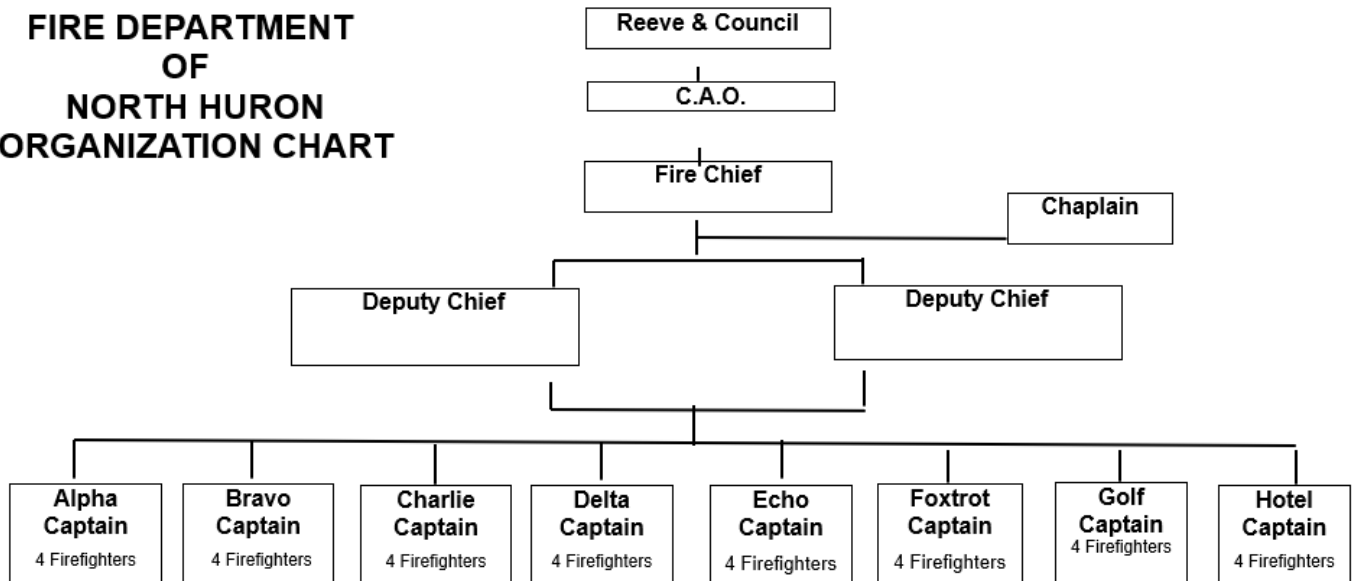 FIRE DEPARTMENT
OF
NORTH HURON
ORGANIZATION CHART
Reeve & Council
C.A.O.
Fire Chief
Chaplain
Deputy Chief
Deputy Chief
Alpha
Captain
4 Firefighters
Bravo
Captain
4 Firefighters
Charlie
Captain
4 Firefighters
Delta
Captain
4 Firefighters
Echo
Captain
4 Firefighters
Foxtrot
Captain
4 Firefighters
Golf
Captain
4 Firefighters
Hotel
Captain
4 Firefighters